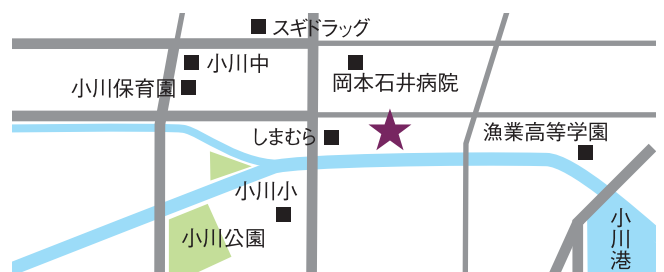 スギドラッグ
小川中
岡本石井病院
小川保育園
しまむら
漁業高等学園
小川小
小川公園
小川港